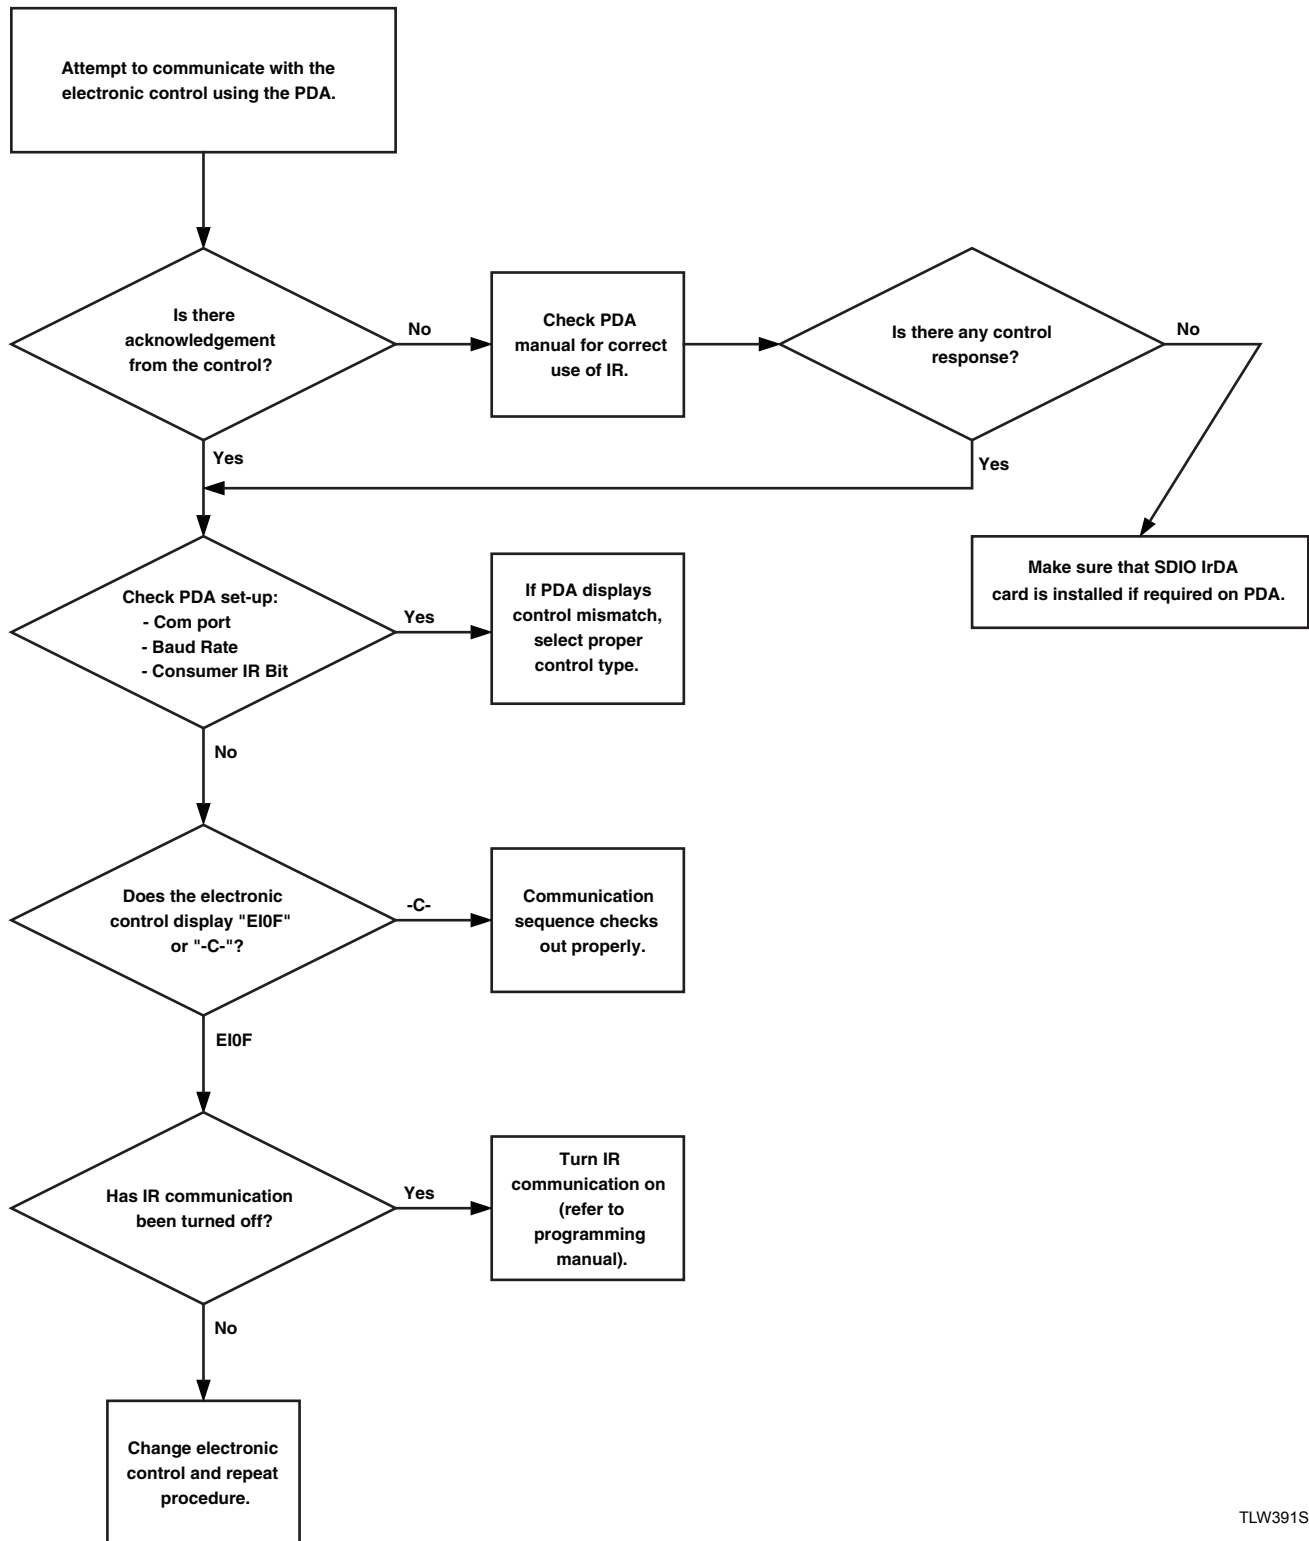 Attempt to communicate with the
electronic control using the PDA.
Is there
acknowledgement
from the control?
No
Check PDA
manual for correct
use of IR.
Is there any control
response?
No
Yes
Yes
Make sure that SDIO IrDA
card is installed if required on PDA.
Check PDA set-up:
- Com port
- Baud Rate
- Consumer IR Bit
Yes
If PDA displays
control mismatch,
select proper
control type.
No
Does the electronic
control display "EI0F"
or "-C-"?
-C-
Communication
sequence checks
out properly.
EI0F
Has IR communication
been turned off?
Yes
Turn IR
communication on
(refer to
programming
manual).
No
Change electronic
control and repeat
procedure.
TLW391S